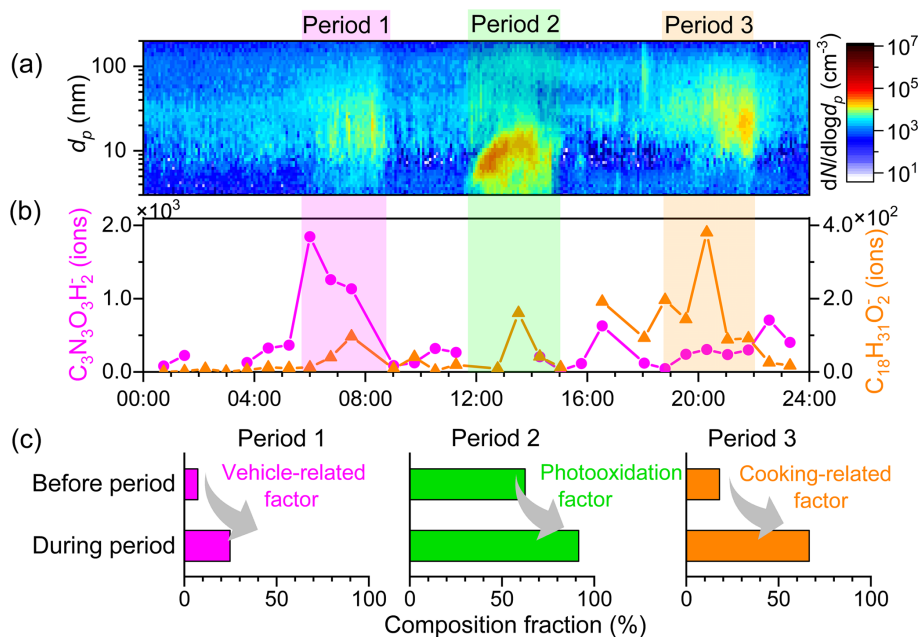 Period 1 Period 2 Period 3
(a)
d_p (nm)
100
10
dN/dlogd_p (cm⁻³)
10⁷
10⁵
10³
10¹
(b)
×10³
C₃N₃O₃H₂⁻ (ions)
2.0
1.0
0.0
×10²
4.0
2.0
0.0
C₁₈H₃₁O₂⁻ (ions)
00:00 04:00 08:00 12:00 16:00 20:00 24:00
(c)
Period 1 Period 2 Period 3
Before period
During period
Vehicle-related
factor
Photooxidation
factor
Cooking-related
factor
0 100 0 50 100 0 50 100
Composition fraction (%)